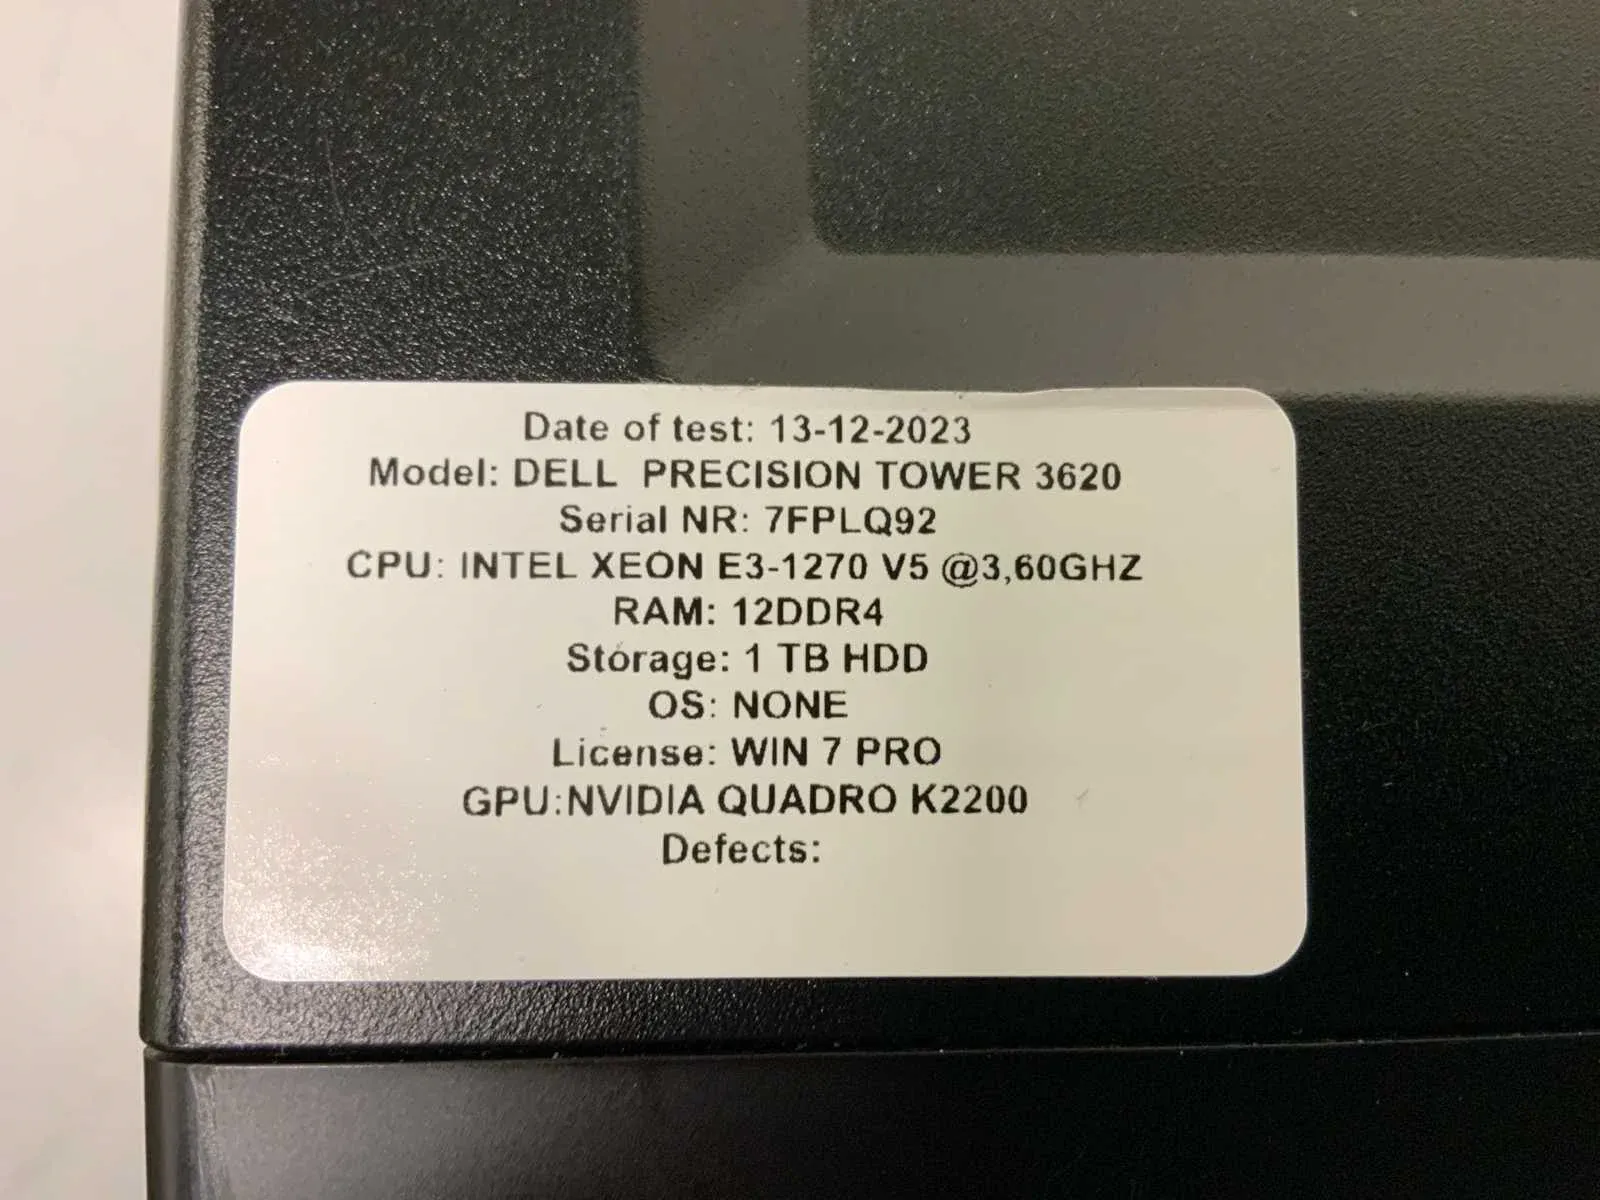 Date of test: 13-12-2023
Model: DELL  PRECISION TOWER 3620
Serial NR: 7FPLQ92
CPU: INTEL XEON E3-1270 V5 @3,60GHZ
RAM: 12DDR4
Storage: 1 TB HDD
OS: NONE
License: WIN 7 PRO
GPU:NVIDIA QUADRO K2200
Defects: